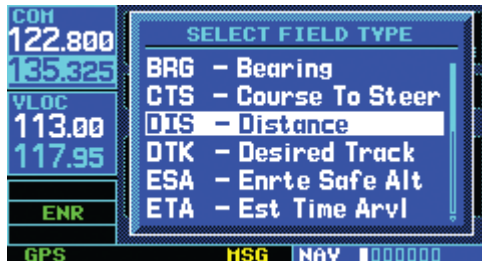 COM
122.800
135.325
VLOC
113.00
117.95
ENR
GPS
SELECT FIELD TYPE
BRG – Bearing
CTS – Course To Steer
DIS – Distance
DTK – Desired Track
ESA – Enrte Safe Alt
ETA – Est Time Arvl
MSG
NAV